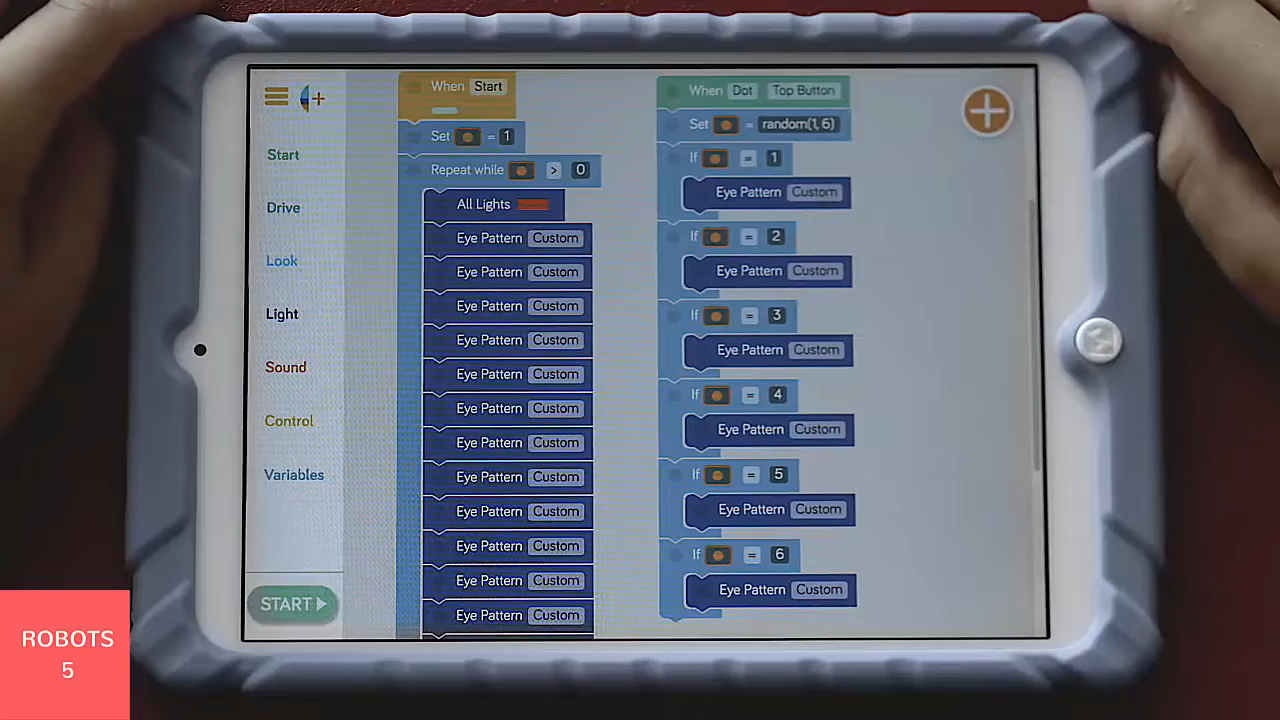 Start
Drive
Look
Light
Sound
Control
Variables
START
When Start
Set = 1
Repeat while > 0
All Lights
Eye Pattern Custom
Eye Pattern Custom
Eye Pattern Custom
Eye Pattern Custom
Eye Pattern Custom
Eye Pattern Custom
Eye Pattern Custom
Eye Pattern Custom
Eye Pattern Custom
Eye Pattern Custom
Eye Pattern Custom
Eye Pattern Custom
When Dot Top Button
Set = random(1, 6)
If = 1
Eye Pattern Custom
If = 2
Eye Pattern Custom
If = 3
Eye Pattern Custom
If = 4
Eye Pattern Custom
If = 5
Eye Pattern Custom
If = 6
Eye Pattern Custom
ROBOTS
5